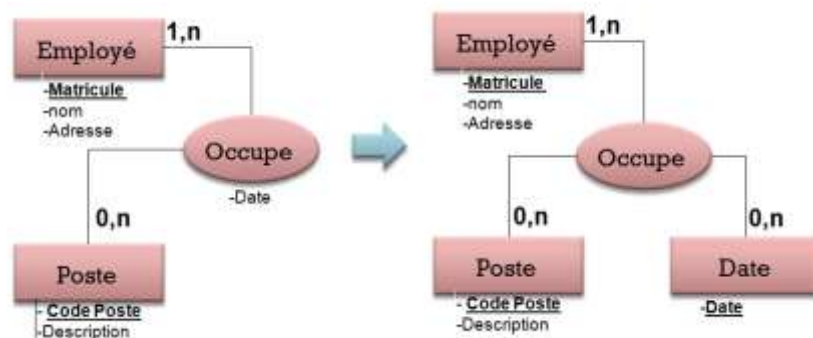 Employé
1,n
-Matricule
-nom
-Adresse
Occupe
-Date
0,n
Poste
- Code Poste
-Description
Employé
1,n
-Matricule
-nom
-Adresse
Occupe
0,n
0,n
Poste
Date
- Code Poste
-Description
-Date